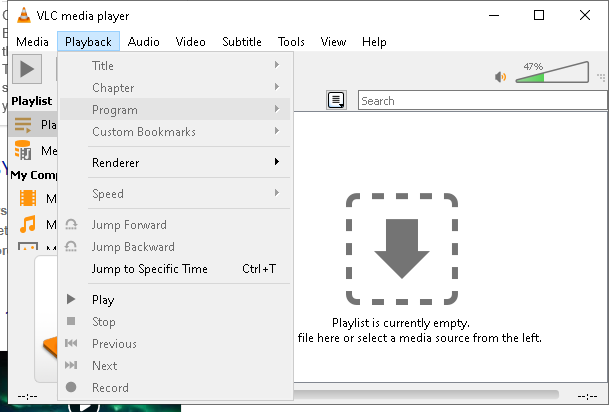 VLC media player
Media Playback Audio Video Subtitle Tools View Help
47%
Playlist
Search
My Comp
Title
Chapter
Program
Custom Bookmarks
Renderer
Speed
Jump Forward
Jump Backward
Jump to Specific Time Ctrl+T
Play
Stop
Previous
Next
Record
Playlist is currently empty.
file here or select a media source from the left.
--:-- --:--